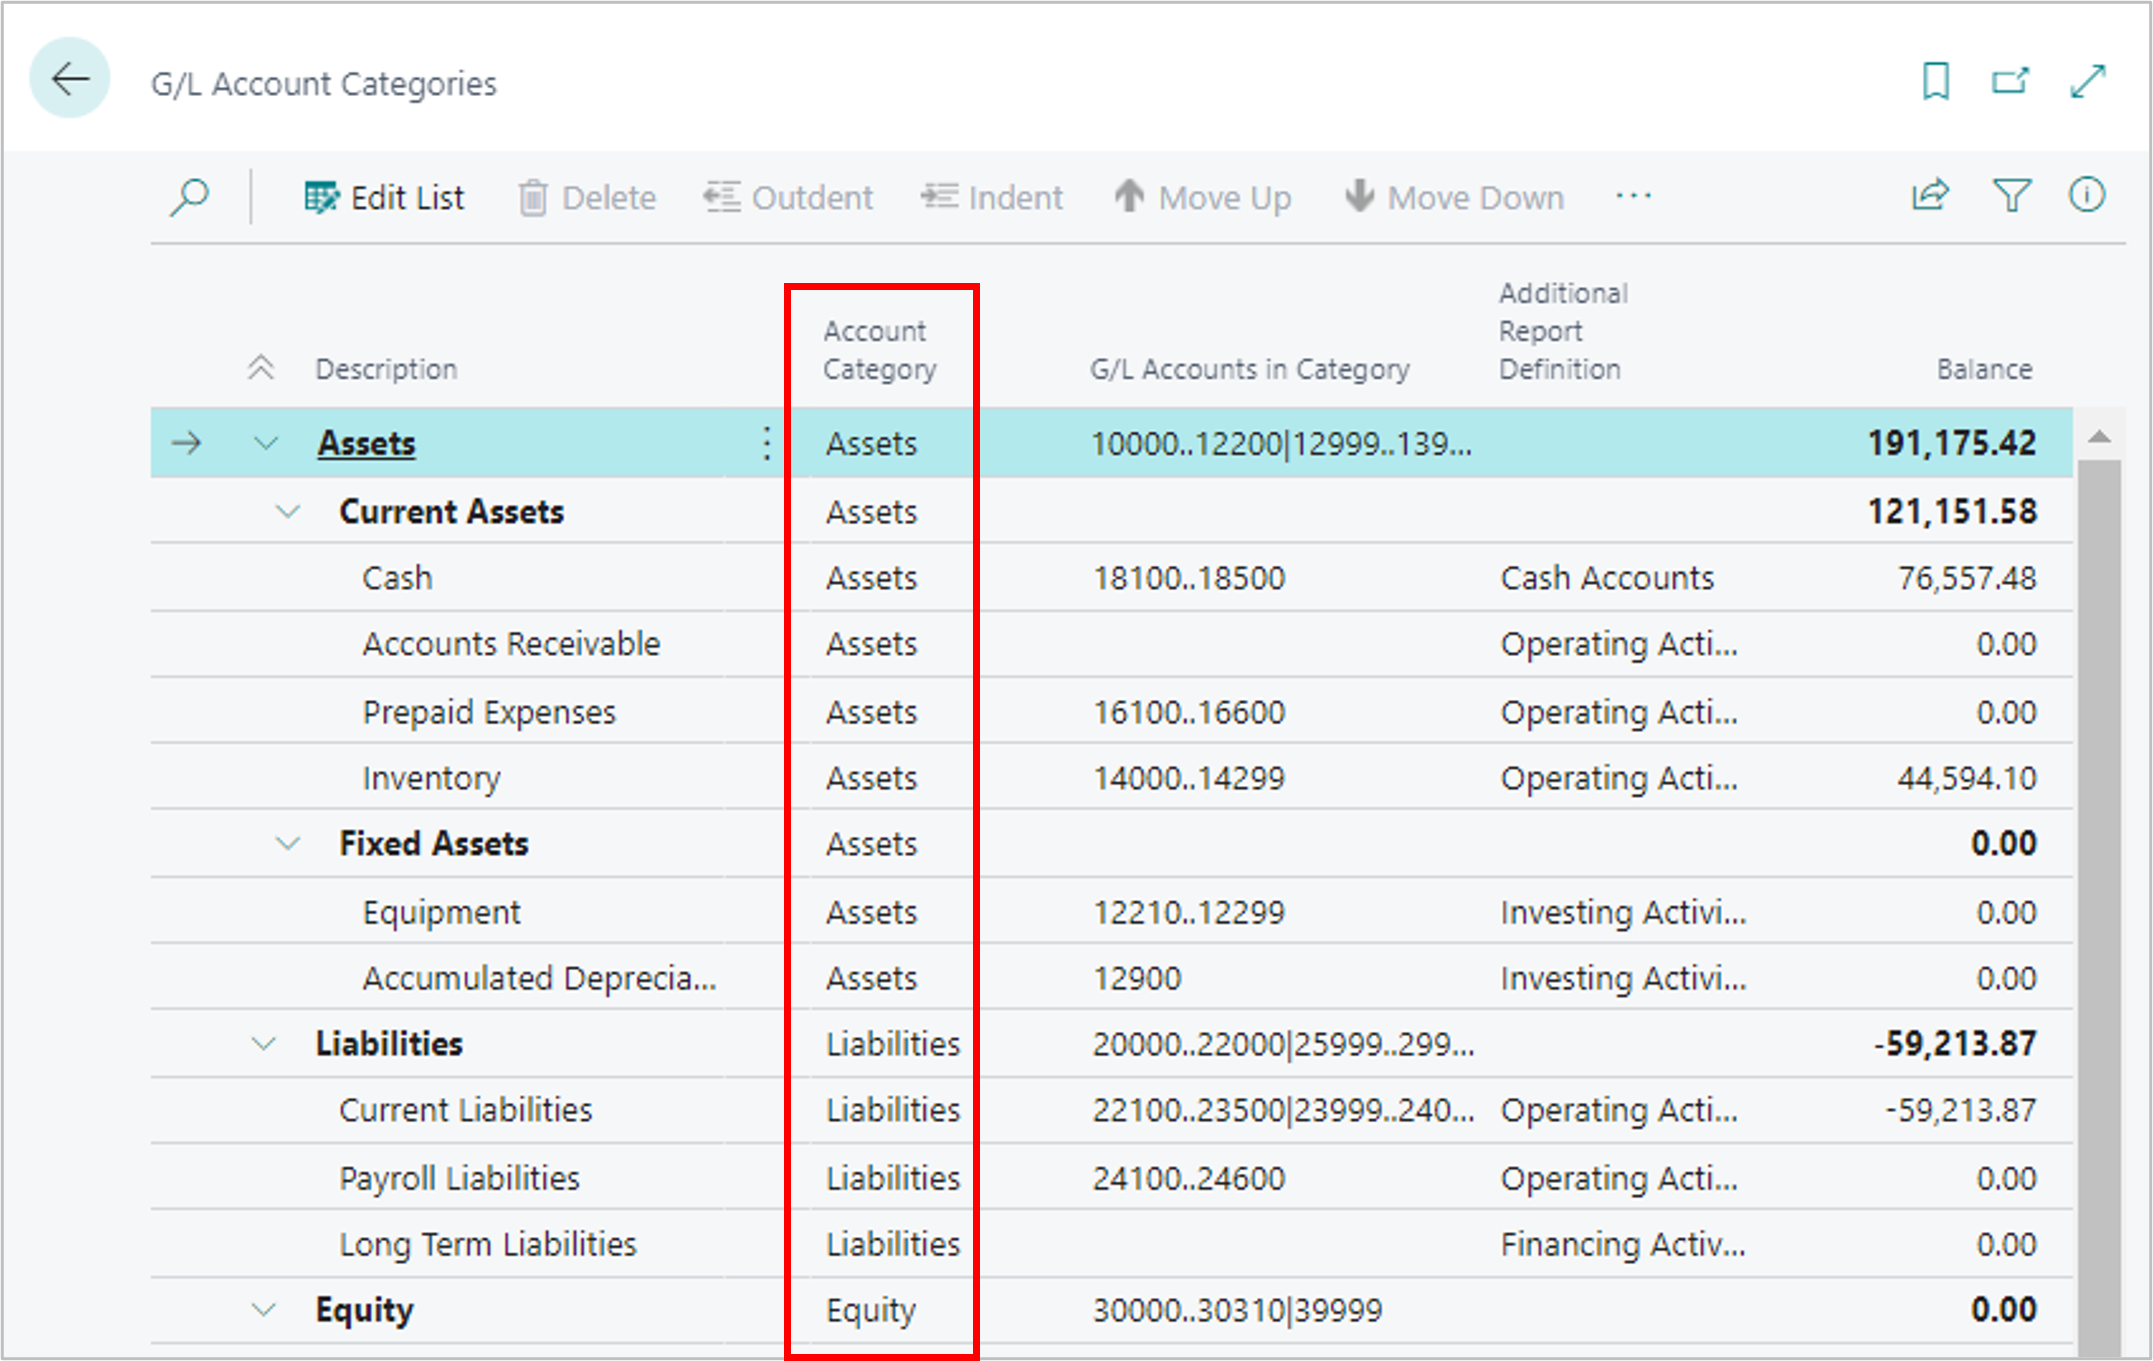 G/L Account Categories
Edit List Delete Outdent Indent Move Up Move Down ...
Description Account Category G/L Accounts in Category Additional Report Definition Balance
Assets Assets 10000..12200|12999..139... 191,175.42
Current Assets Assets 121,151.58
Cash Assets 18100..18500 Cash Accounts 76,557.48
Accounts Receivable Assets Operating Acti... 0.00
Prepaid Expenses Assets 16100..16600 Operating Acti... 0.00
Inventory Assets 14000..14299 Operating Acti... 44,594.10
Fixed Assets Assets 0.00
Equipment Assets 12210..12299 Investing Activi... 0.00
Accumulated Deprecia... Assets 12900 Investing Activi... 0.00
Liabilities Liabilities 20000..22000|25999..299... -59,213.87
Current Liabilities Liabilities 22100..23500|23999..240... Operating Acti... -59,213.87
Payroll Liabilities Liabilities 24100..24600 Operating Acti... 0.00
Long Term Liabilities Liabilities Financing Activ... 0.00
Equity Equity 30000..30310|39999 0.00